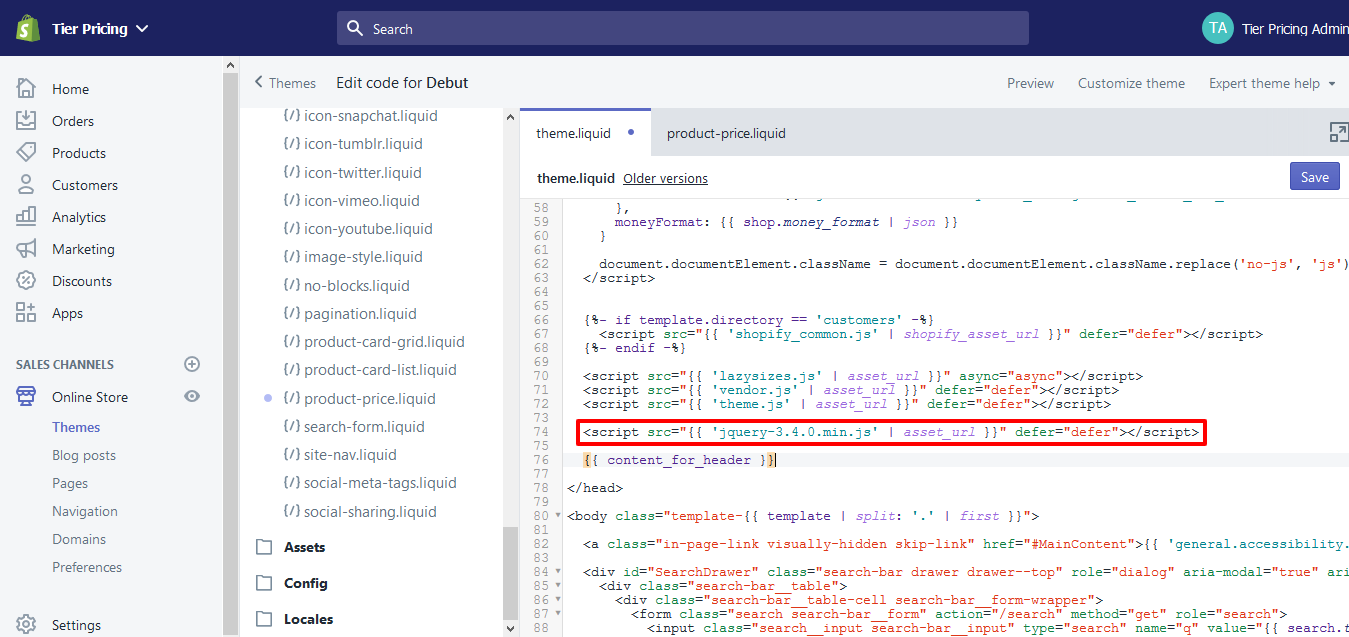 Tier Pricing
Search
TA
Tier Pricing Admin
Home
Orders
Products
Customers
Analytics
Marketing
Discounts
Apps
SALES CHANNELS
Online Store
Themes
Blog posts
Pages
Navigation
Domains
Preferences
Settings
Themes
Edit code for Debut
Preview
Customize theme
Expert theme help
{/} icon-snapchat.liquid
{/} icon-tumblr.liquid
{/} icon-twitter.liquid
{/} icon-vimeo.liquid
{/} icon-youtube.liquid
{/} image-style.liquid
{/} no-blocks.liquid
{/} pagination.liquid
{/} product-card-grid.liquid
{/} product-card-list.liquid
{/} product-price.liquid
{/} search-form.liquid
{/} site-nav.liquid
{/} social-meta-tags.liquid
{/} social-sharing.liquid
Assets
Config
Locales
theme.liquid
product-price.liquid
theme.liquid Older versions
Save
58 },
59 moneyFormat: {{ shop.money_format | json }}
60 }
61
62 document.documentElement.className = document.documentElement.className.replace('no-js', 'js')
63 </script>
64
65
66 {%- if template.directory == 'customers' -%}
67 <script src="{{ 'shopify_common.js' | shopify_asset_url }}" defer="defer"></script>
68 {%- endif -%}
69
70 <script src="{{ 'lazysizes.js' | asset_url }}" async="async"></script>
71 <script src="{{ 'vendor.js' | asset_url }}" defer="defer"></script>
72 <script src="{{ 'theme.js' | asset_url }}" defer="defer"></script>
73
74 <script src="{{ 'jquery-3.4.0.min.js' | asset_url }}" defer="defer"></script>
75
76 {{ content_for_header }}
77
78 </head>
79
80 <body class="template-{{ template | split: '.' | first }}">
81
82 <a class="in-page-link visually-hidden skip-link" href="#MainContent">{{ 'general.accessibility.
83
84 <div id="SearchDrawer" class="search-bar drawer drawer--top" role="dialog" aria-modal="true" ari
85 <div class="search-bar__table">
86 <div class="search-bar__table-cell search-bar__form-wrapper">
87 <form class="search search-bar__form" action="/search" method="get" role="search">
88 <input class="search__input search-bar__input" type="search" name="q" value="{{ search.t